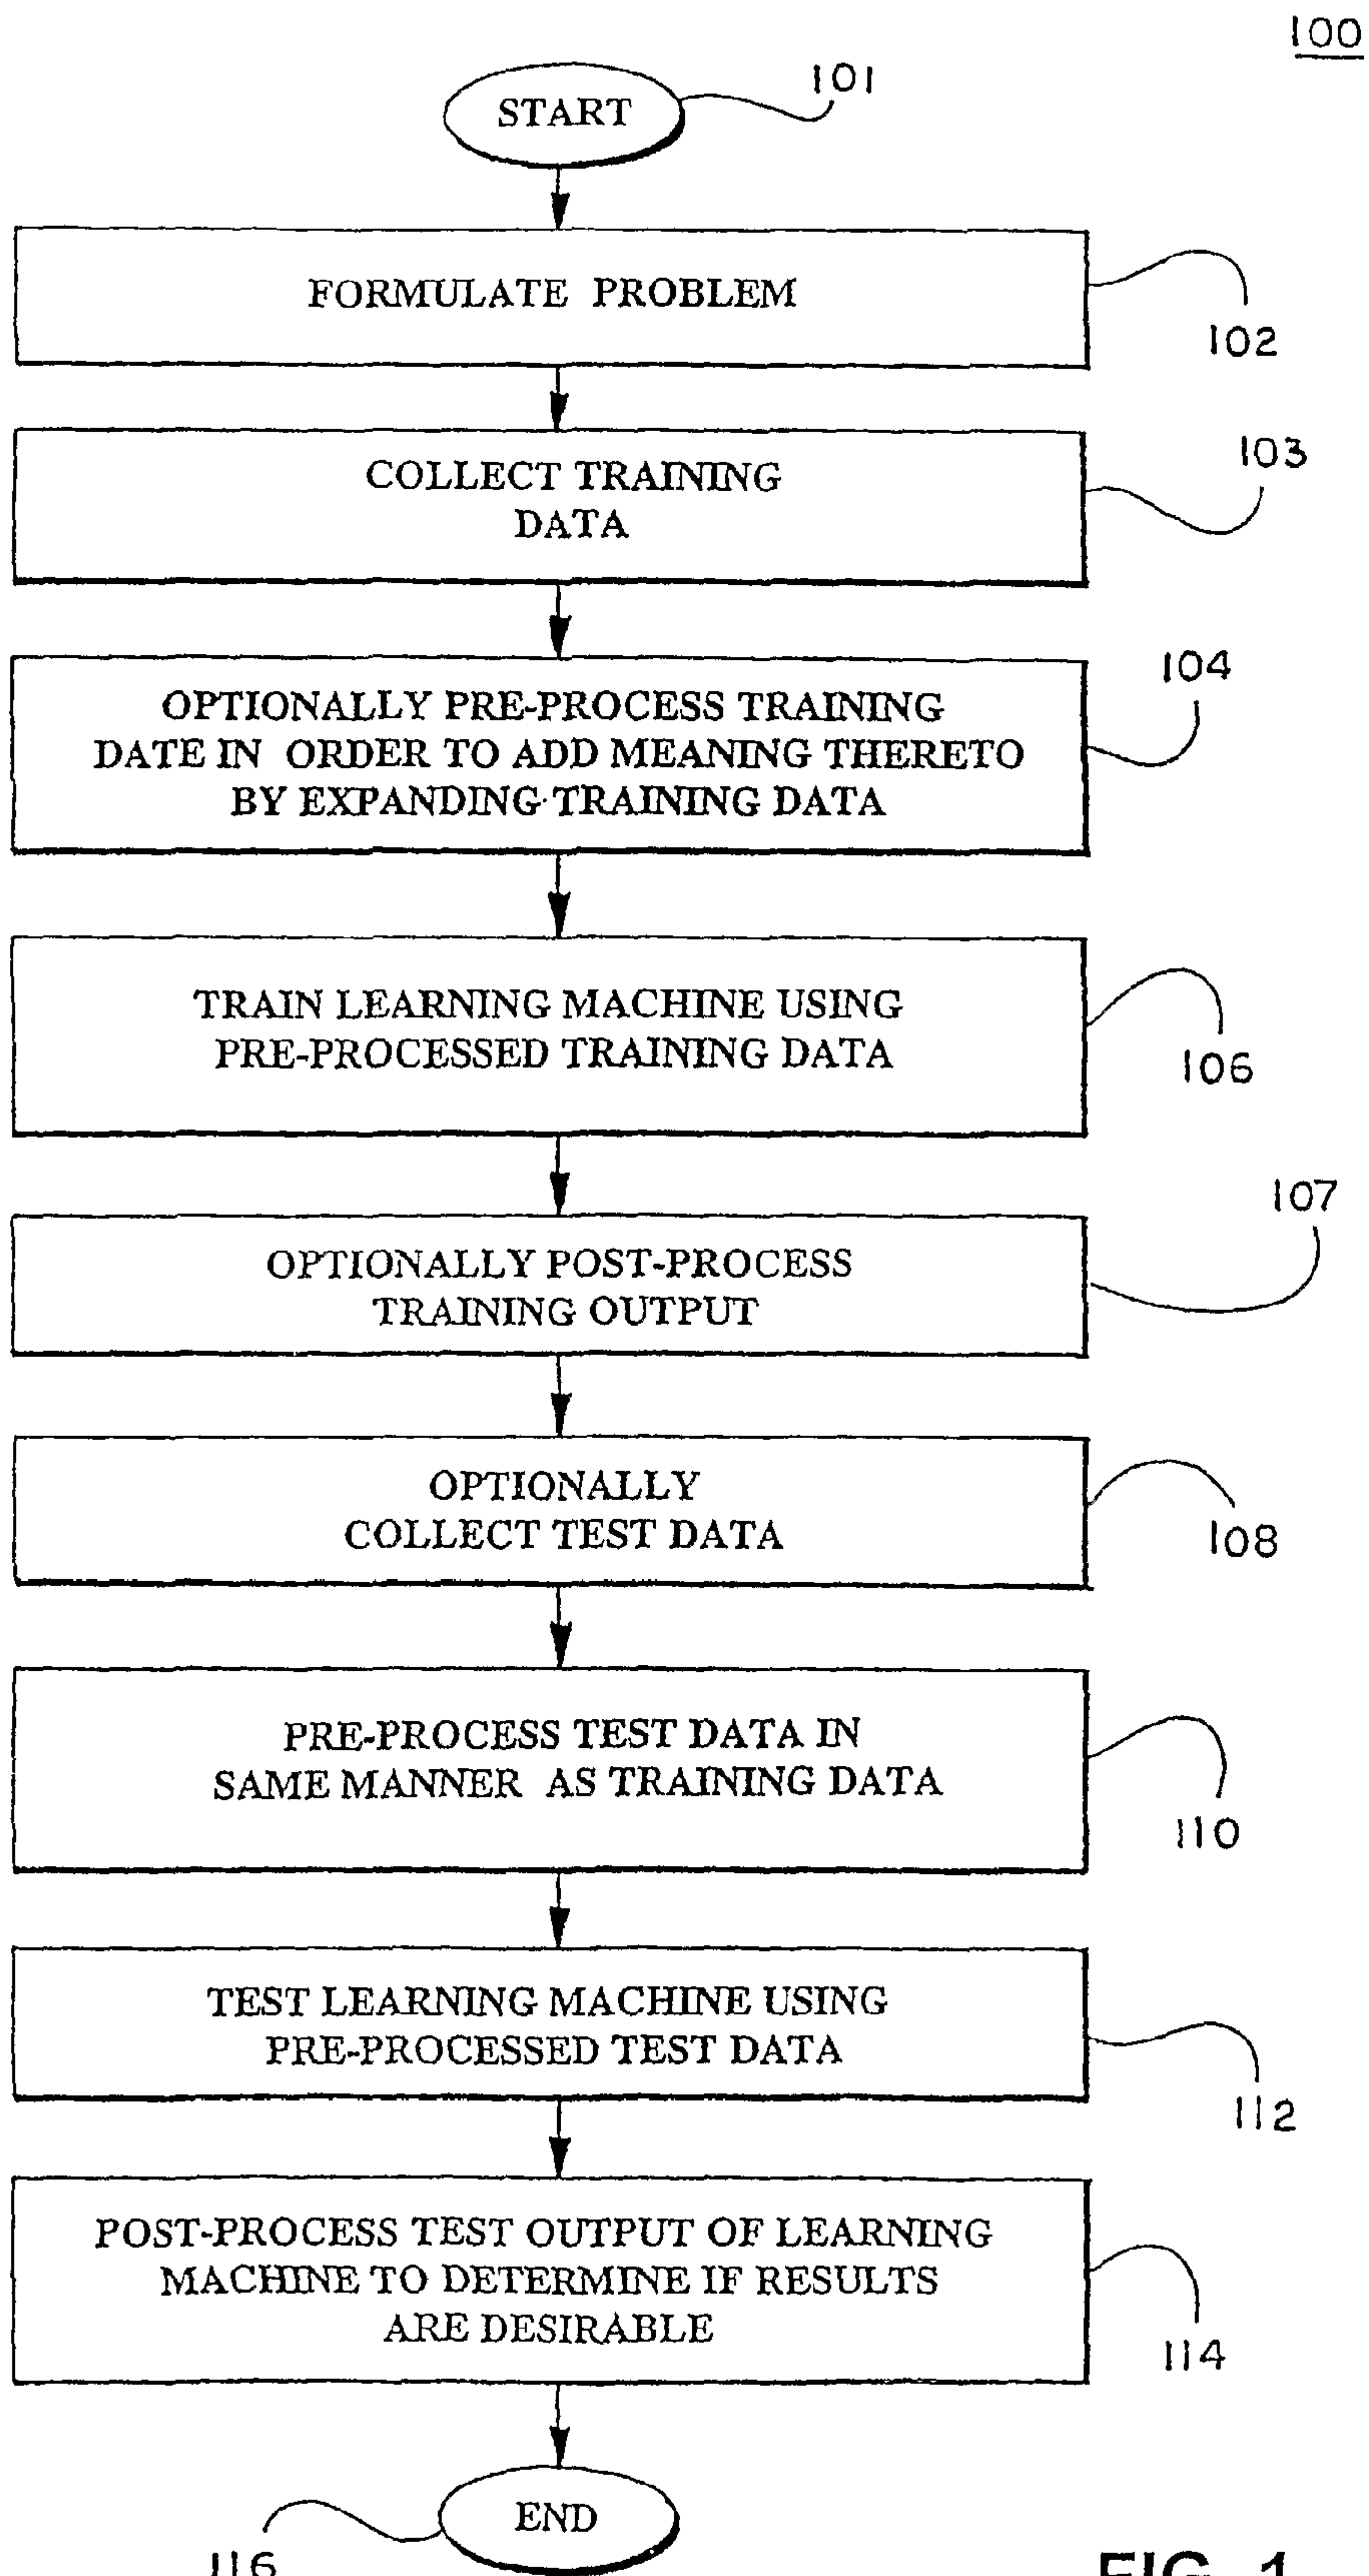 100
START
101
FORMULATE PROBLEM
102
COLLECT TRAINING
DATA
103
OPTIONALLY PRE-PROCESS TRAINING
DATE IN ORDER TO ADD MEANING THERETO
BY EXPANDING TRAINING DATA
104
TRAIN LEARNING MACHINE USING
PRE-PROCESSED TRAINING DATA
106
OPTIONALLY POST-PROCESS
TRAINING OUTPUT
107
OPTIONALLY
COLLECT TEST DATA
108
PRE-PROCESS TEST DATA IN
SAME MANNER AS TRAINING DATA
110
TEST LEARNING MACHINE USING
PRE-PROCESSED TEST DATA
112
POST-PROCESS TEST OUTPUT OF LEARNING
MACHINE TO DETERMINE IF RESULTS
ARE DESIRABLE
114
END
116
FIG. 1